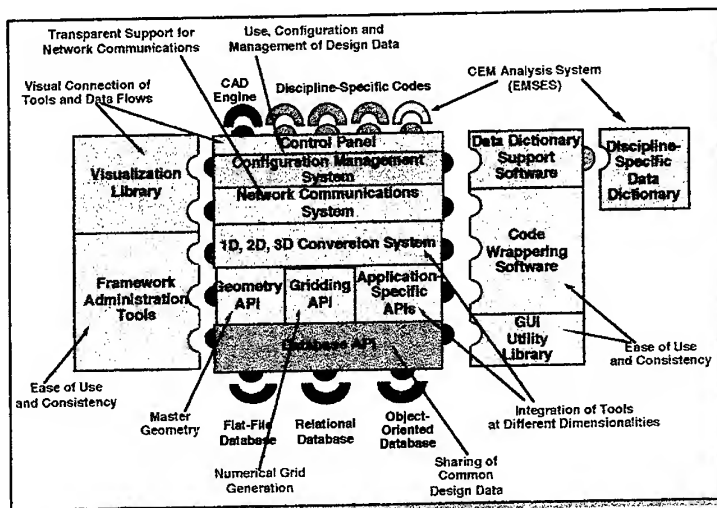 Transparent Support for
Network Communications
Use, Configuration and
Management of Design Data
Visual Connection of
Tools and Data Flows
CAD
Engine
Discipline-Specific Codes
CEM Analysis System
(EMSES)
Control Panel
Configuration Management
System
Network Communications
System
1D, 2D, 3D Conversion System
Geometry
API
Gridding
API
Application-
Specific
APIs
Database API
Visualization
Library
Framework
Administration
Tools
Data Dictionary
Support
Software
Discipline-
Specific
Data
Dictionary
Code
Wrappering
Software
GUI
Utility
Library
Ease of Use
and Consistency
Ease of Use
and Consistency
Master
Geometry
Flat-File
Database
Relational
Database
Object-
Oriented
Database
Integration of Tools
at Different Dimensionalities
Numerical Grid
Generation
Sharing of
Common
Design Data